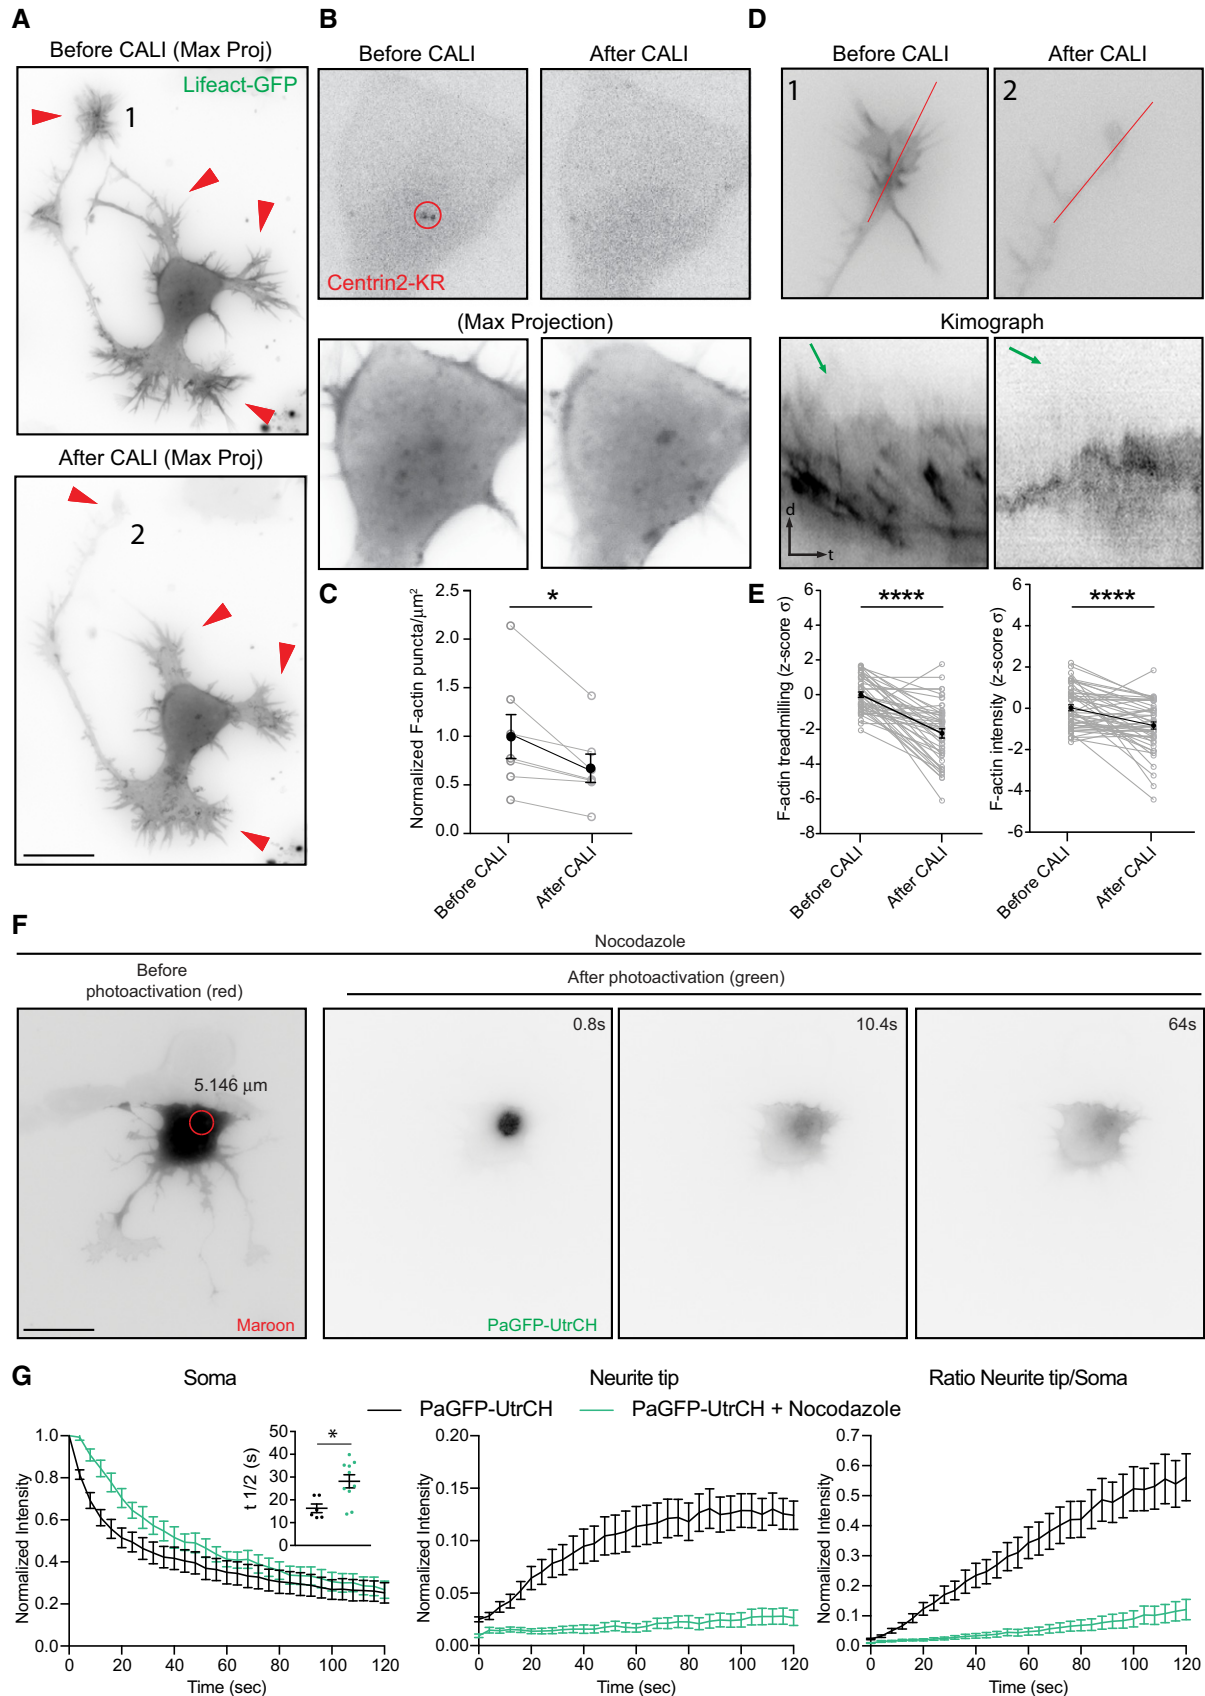 A
Before CALI (Max Proj)
Lifeact-GFP
1
After CALI (Max Proj)
2
B
Before CALI
After CALI
Centrin2-KR
(Max Projection)
C
Normalized F-actin puncta/μm²
2.5
2.0
1.5
1.0
0.5
0.0
*
Before CALI
After CALI
D
Before CALI
After CALI
1
2
Kimograph
d
t
E
F-actin treadmilling (z-score σ)
6
4
2
0
-2
-4
-6
-8
****
Before CALI
After CALI
F-actin intensity (z-score σ)
6
4
2
0
-2
-4
-6
****
Before CALI
After CALI
F
Nocodazole
Before
photoactivation (red)
After photoactivation (green)
5.146 μm
Maroon
0.8s
PaGFP-UtrCH
10.4s
64s
G
Soma
Neurite tip
Ratio Neurite tip/Soma
PaGFP-UtrCH
PaGFP-UtrCH + Nocodazole
Normalized Intensity
1.0
0.8
0.6
0.4
0.2
0.0
0 20 40 60 80 100 120
Time (sec)
t 1/2 (s)
50
40
30
20
10
0
*
Normalized Intensity
0.20
0.15
0.10
0.05
0.00
0 20 40 60 80 100 120
Time (sec)
Normalized Intensity
0.7
0.6
0.5
0.4
0.3
0.2
0.1
0.0
0 20 40 60 80 100 120
Time (sec)